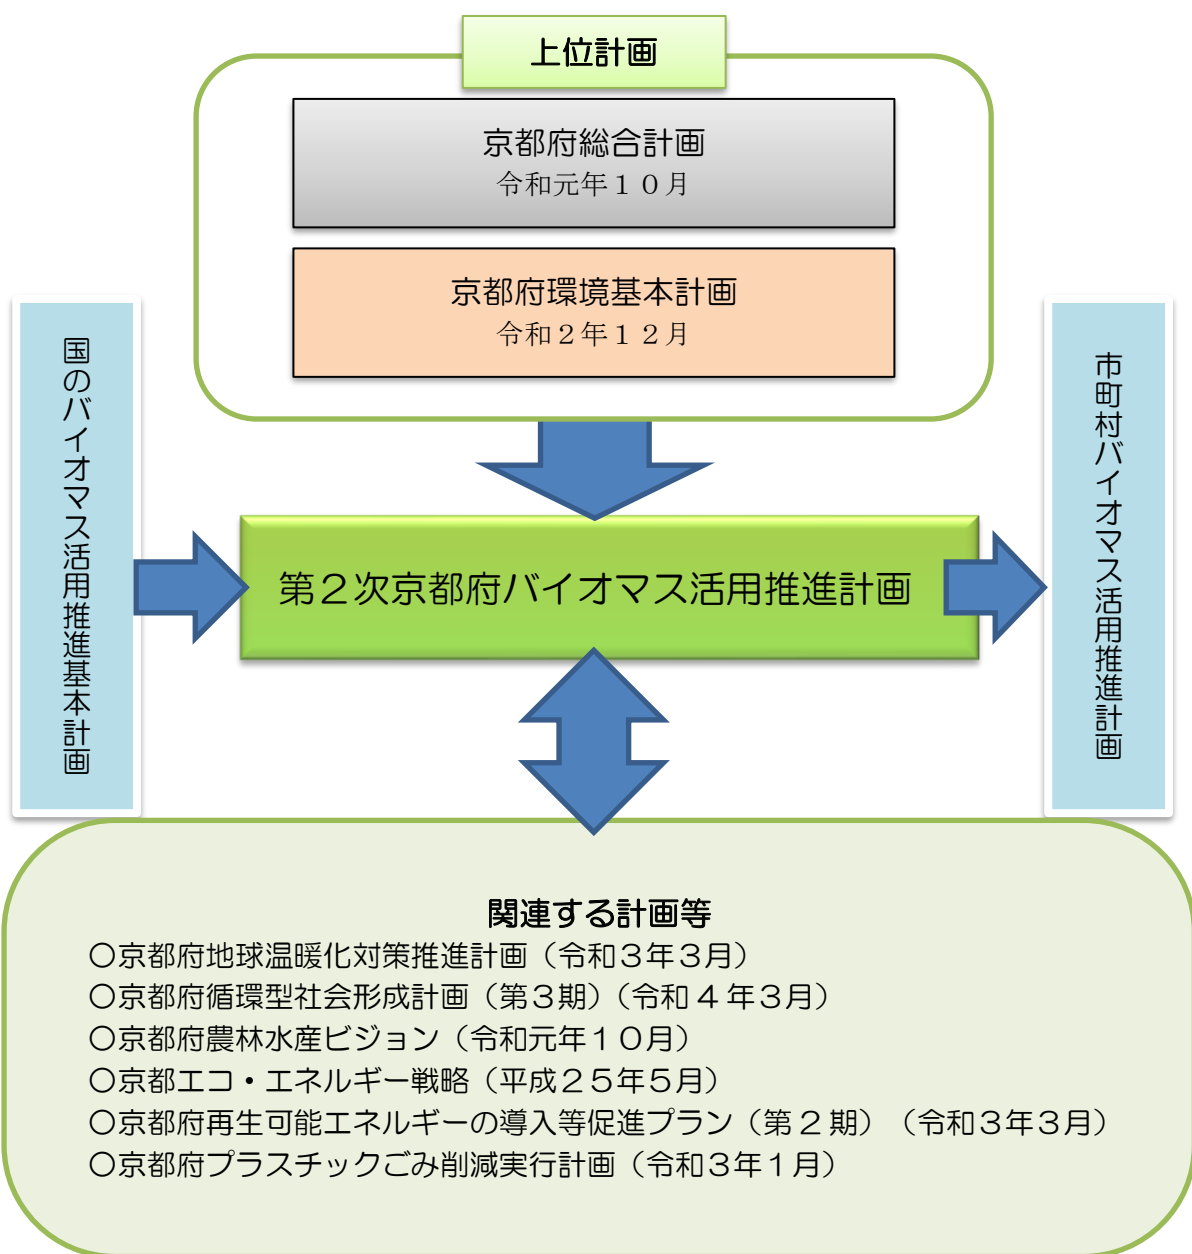 上位計画
京都府総合計画
令和元年１０月
京都府環境基本計画
令和２年１２月
国のバイオマス活用推進基本計画
第２次京都府バイオマス活用推進計画
市町村バイオマス活用推進計画
関連する計画等
○京都府地球温暖化対策推進計画（令和３年３月）
○京都府循環型社会形成計画（第３期）（令和４年３月）
○京都府農林水産ビジョン（令和元年１０月）
○京都エコ・エネルギー戦略（平成２５年５月）
○京都府再生可能エネルギーの導入等促進プラン（第２期）（令和３年３月）
○京都府プラスチックごみ削減実行計画（令和３年１月）